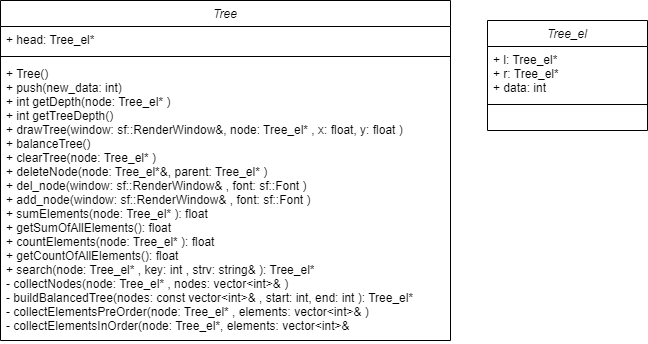 Tree
+ head: Tree_el*
+ Tree()
+ push(new_data: int)
+ int getDepth(node: Tree_el* )
+ int getTreeDepth()
+ drawTree(window: sf::RenderWindow&, node: Tree_el* , x: float, y: float )
+ balanceTree()
+ clearTree(node: Tree_el* )
+ deleteNode(node: Tree_el*&, parent: Tree_el* )
+ del_node(window: sf::RenderWindow& , font: sf::Font )
+ add_node(window: sf::RenderWindow& , font: sf::Font )
+ sumElements(node: Tree_el* ): float
+ getSumOfAllElements(): float
+ countElements(node: Tree_el* ): float
+ getCountOfAllElements(): float
+ search(node: Tree_el* , key: int , strv: string& ): Tree_el*
- collectNodes(node: Tree_el* , nodes: vector<int>& )
- buildBalancedTree(nodes: const vector<int>& , start: int, end: int ): Tree_el*
- collectElementsPreOrder(node: Tree_el* , elements: vector<int>& )
- collectElementsInOrder(node: Tree_el*, elements: vector<int>&
Tree_el
+ l: Tree_el*
+ r: Tree_el*
+ data: int